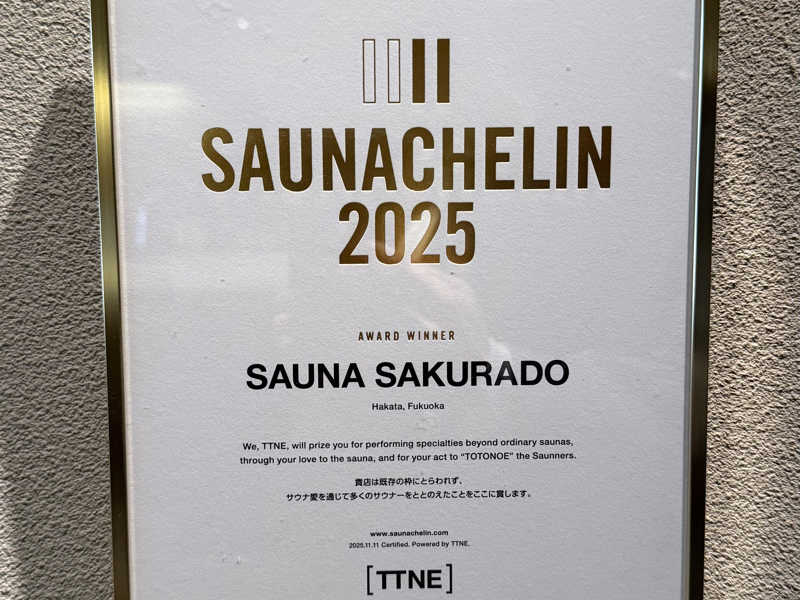 SAUNACHELIN
2025
AWARD WINNER
SAUNA SAKURADO
Hakata, Fukuoka
We, TTNE, will prize you for performing specialties beyond ordinary saunas,
through your love to the sauna, and for your act to “TOTONOE” the Saunners.
貴店は既存の枠にとらわれず、
サウナ愛を通じて多くのサウナーをととのえたことをここに賞します。
www.saunachelin.com
2025.11.11 Certified. Powered by TTNE.
[TTNE]